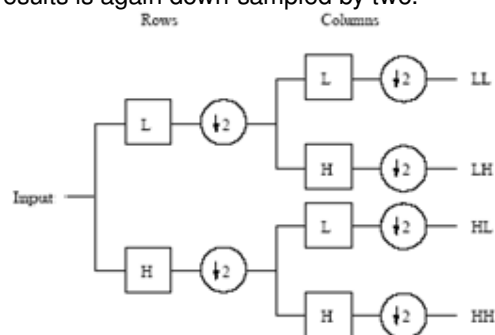 esults is again down-sampled by two.
Rows Columns
L ↓2 LL
L ↓2
H ↓2 LH
Input
L ↓2 HL
H ↓2
H ↓2 HH